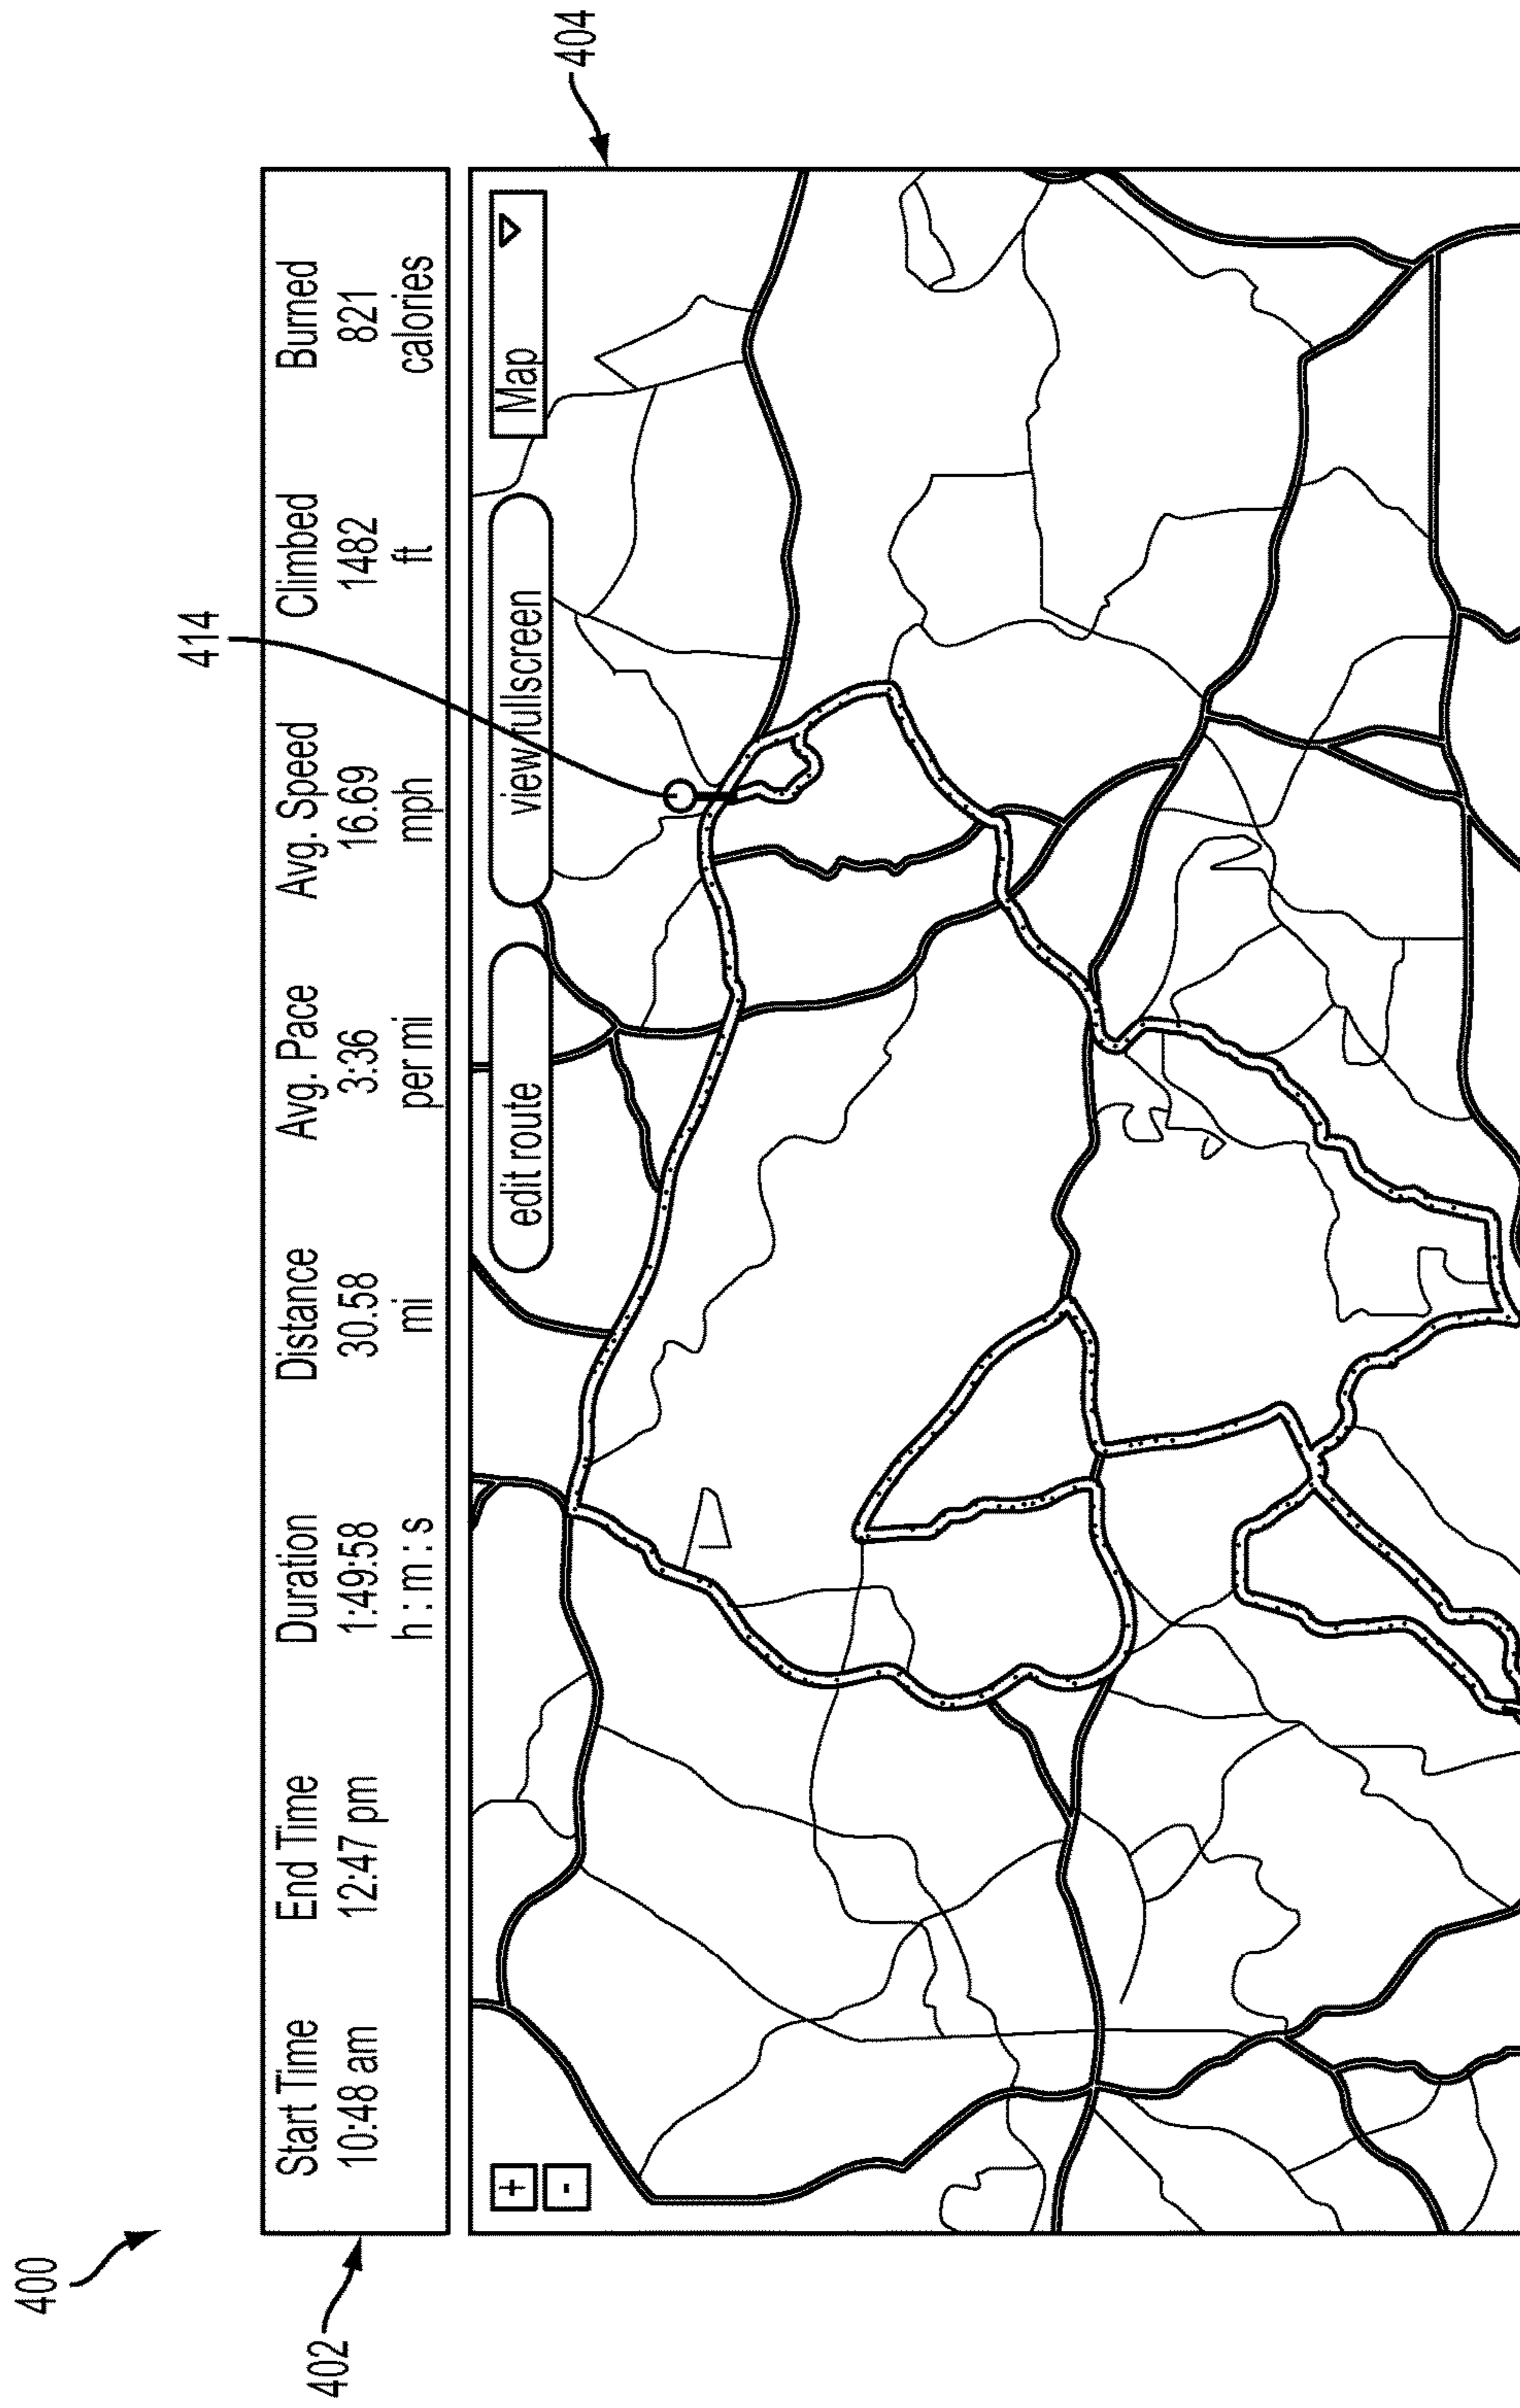 400
402
Start Time End Time Duration Distance Avg. Pace Avg. Speed Climbed Burned
10:48 am 12:47 pm 1:49:58 30.58 3:36 16.69 1482 821
h : m : s mi per mi mph ft calories
414
404
+
-
edit route
view fullscreen
Map